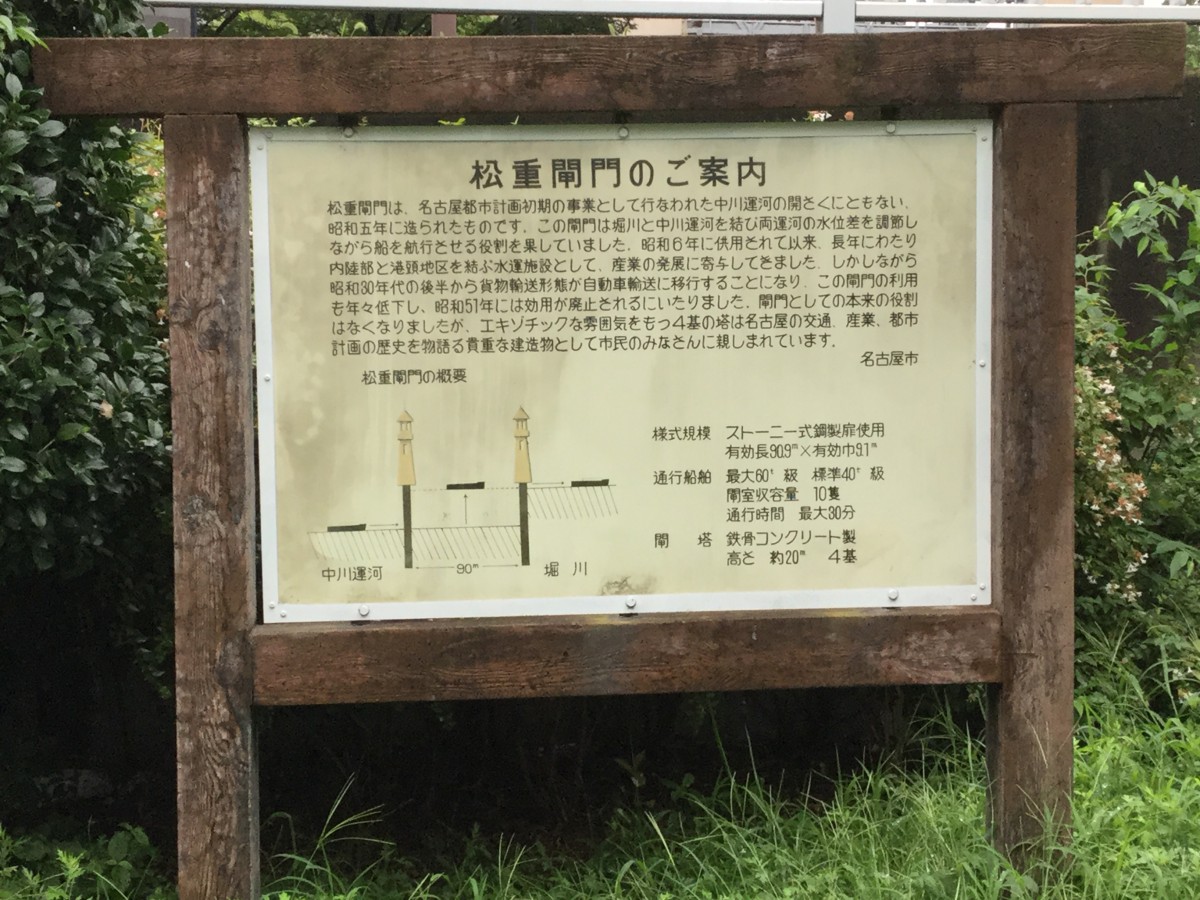 松重閘門のご案内
松重閘門は、名古屋都市計画初期の事業として行なわれた中川運河の開さくにともない、
昭和五年に造られたものです。この閘門は堀川と中川運河を結び両運河の水位差を調節し
ながら船を航行させる役割を果していました。昭和6年に供用されて以来、長年にわたり
内陸部と港頭地区を結ぶ水運施設として、産業の発展に寄与してきました。しかしながら
昭和30年代の後半から貨物輸送形態が自動車輸送に移行することになり、この閘門の利用
も年々低下し、昭和51年には効用が廃止されるにいたりました。閘門としての本来の役割
はなくなりましたが、エキゾチックな雰囲気をもつ4基の塔は名古屋の交通、産業、都市
計画の歴史を物語る貴重な建造物として市民のみなさんに親しまれています。
名古屋市
松重閘門の概要
中川運河
90m
堀川
様式規模 ストーニー式鋼製扉使用
有効長90.9m×有効巾9.1m
通行船舶 最大60t級 標準40t級
閘室収容量 10隻
通行時間 最大30分
閘塔 鉄骨コンクリート製
高さ 約20m 4基